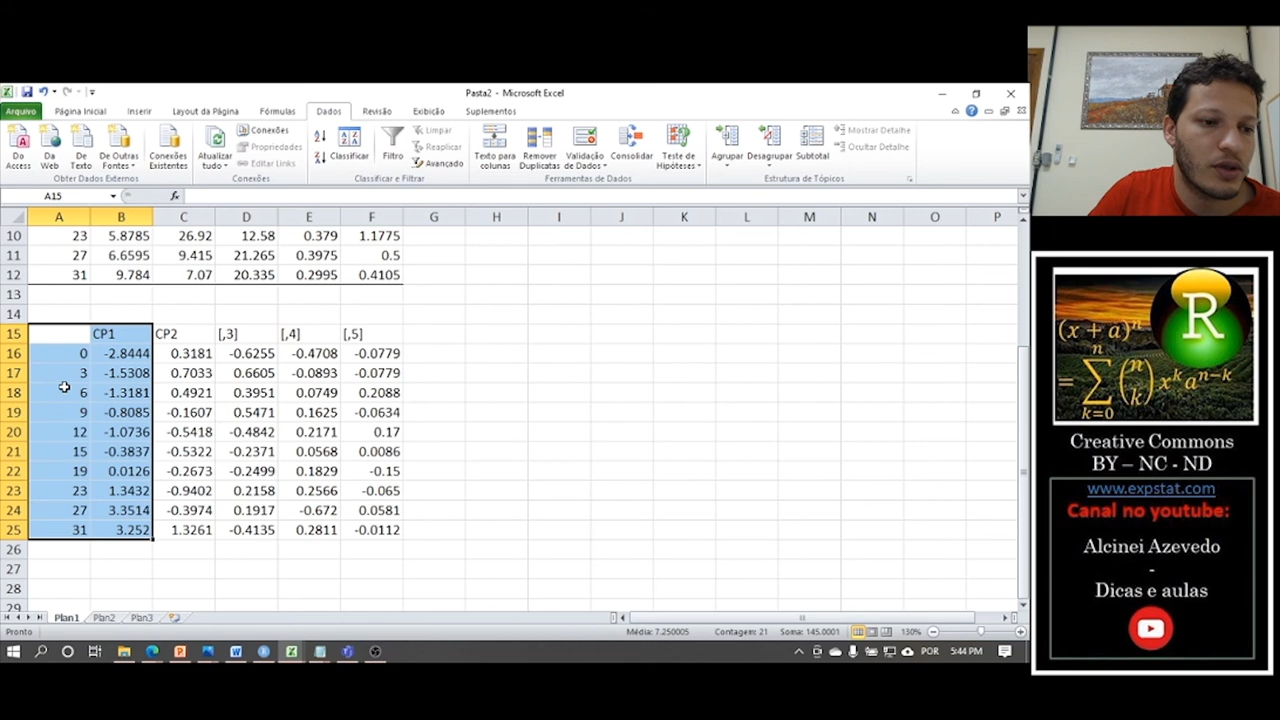 Pasta2 - Microsoft Excel
Arquivo Página Inicial Inserir Layout da Página Fórmulas Dados Revisão Exibição Suplementos
Do Access
Da Web
De Texto
De Outras Fontes
Conexões Existentes
Obter Dados Externos
Atualizar tudo
Conexões
Propriedades
Editar Links
Conexões
Classificar
Filtro
Limpar
Reaplicar
Avançado
Classificar e Filtrar
Texto para colunas
Remover Duplicatas
Validação de Dados
Consolidar
Teste de Hipóteses
Ferramentas de Dados
Agrupar
Desagrupar
Subtotal
Mostrar Detalhe
Ocultar Detalhe
Estrutura de Tópicos
A15 fx
A B C D E F G H I J K L M N O P
10 23 5.8785 26.92 12.58 0.379 1.1775
11 27 6.6595 9.415 21.265 0.3975 0.5
12 31 9.784 7.07 20.335 0.2995 0.4105
13
14
15 CP1 CP2 [,3] [,4] [,5]
16 0 -2.8444 0.3181 -0.6255 -0.4708 -0.0779
17 3 -1.5308 0.7033 0.6605 -0.0893 -0.0779
18 6 -1.3181 0.4921 0.3951 0.0749 0.2088
19 9 -0.8085 -0.1607 0.5471 0.1625 -0.0634
20 12 -1.0736 -0.5418 -0.4842 0.2171 0.17
21 15 -0.3837 -0.5322 -0.2371 0.0568 0.0086
22 19 0.0126 -0.2673 -0.2499 0.1829 -0.15
23 23 1.3432 -0.9402 0.2158 0.2566 -0.065
24 27 3.3514 -0.3974 0.1917 -0.672 0.0581
25 31 3.252 1.3261 -0.4135 0.2811 -0.0112
26
27
28
29
Plan1 Plan2 Plan3
Pronto Média: 7.250005 Contagem: 21 Soma: 145.0001 130%
POR 5:44 PM
R
(x + a)^n
= ∑ n k=0 (n k) x^k a^n−k
Creative Commons
BY – NC - ND
www.expstat.com
Canal no youtube:
Alcinei Azevedo
-
Dicas e aulas